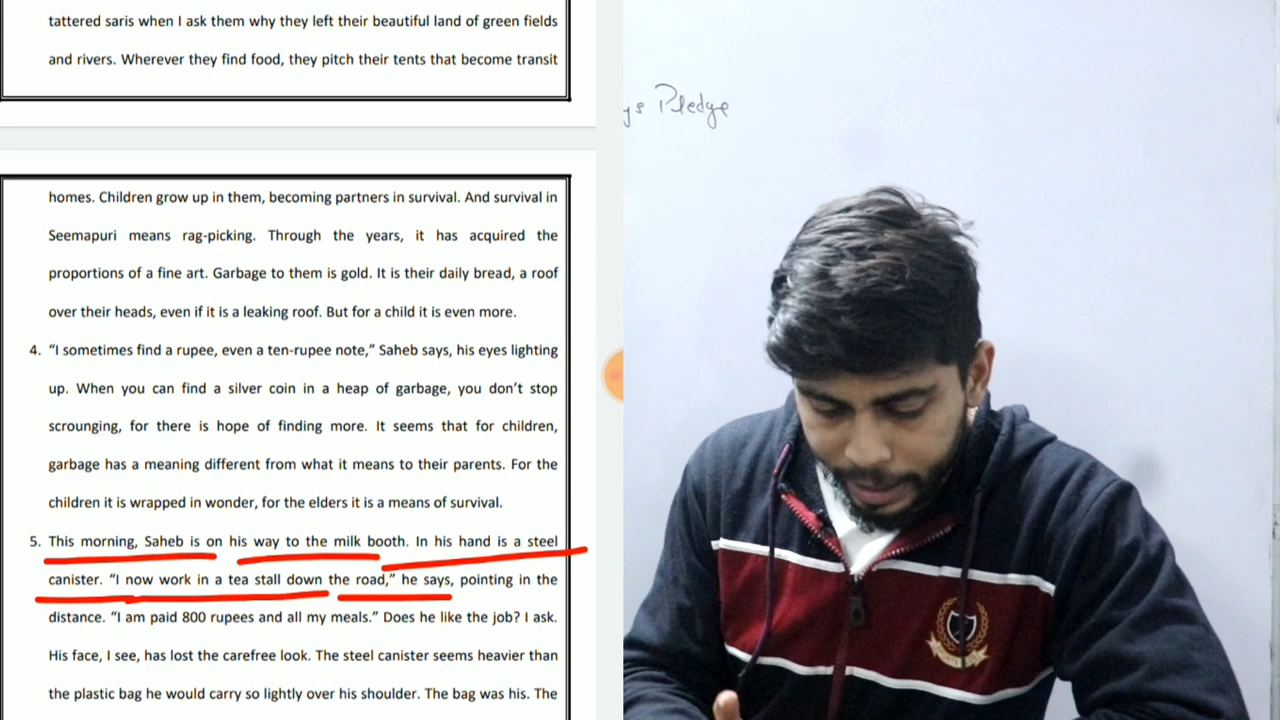 tattered saris when I ask them why they left their beautiful land of green fields
and rivers. Wherever they find food, they pitch their tents that become transit
homes. Children grow up in them, becoming partners in survival. And survival in
Seemapuri means rag-picking. Through the years, it has acquired the
proportions of a fine art. Garbage to them is gold. It is their daily bread, a roof
over their heads, even if it is a leaking roof. But for a child it is even more.
4. “I sometimes find a rupee, even a ten-rupee note,” Saheb says, his eyes lighting
up. When you can find a silver coin in a heap of garbage, you don’t stop
scrounging, for there is hope of finding more. It seems that for children,
garbage has a meaning different from what it means to their parents. For the
children it is wrapped in wonder, for the elders it is a means of survival.
5. This morning, Saheb is on his way to the milk booth. In his hand is a steel
canister. “I now work in a tea stall down the road,” he says, pointing in the
distance. “I am paid 800 rupees and all my meals.” Does he like the job? I ask.
His face, I see, has lost the carefree look. The steel canister seems heavier than
the plastic bag he would carry so lightly over his shoulder. The bag was his. The
ys Pledge